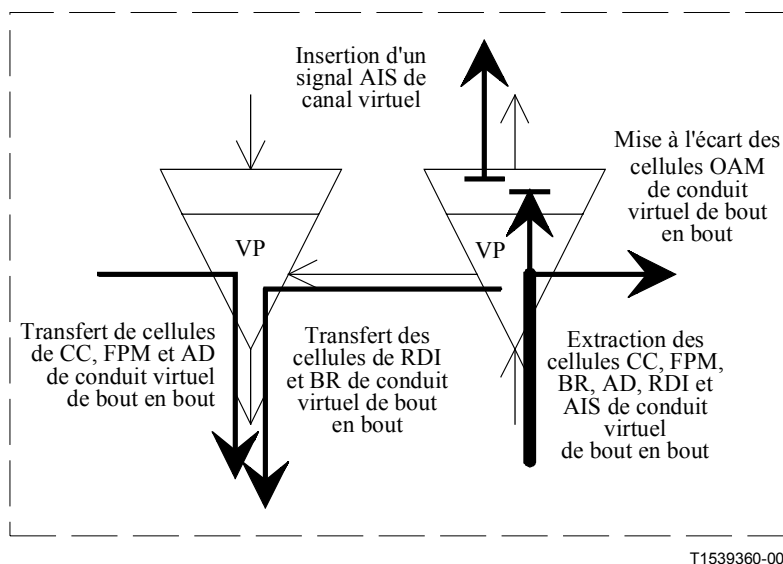 Insertion d'un
signal AIS de
canal virtuel
Mise à l'écart des
cellules OAM
de conduit
virtuel de bout
en bout
VP
VP
Transfert de cellules
de CC, FPM et AD
de conduit virtuel
de bout en bout
Transfert des
cellules de RDI
et BR de conduit
virtuel de bout
en bout
Extraction des
cellules CC, FPM,
BR, AD, RDI et
AIS de conduit
virtuel
de bout en bout
T1539360-00